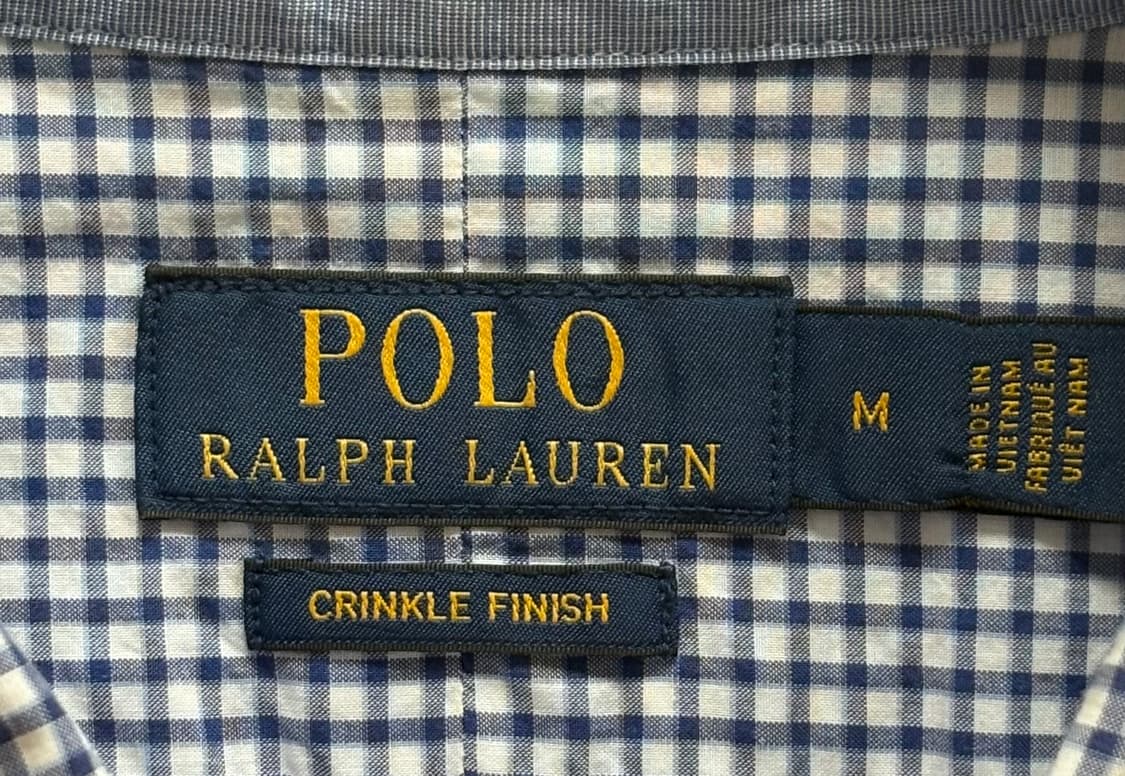 POLO
RALPH LAUREN
M
MADE IN
VIETNAM
FABRIQUÉ AU
VIÊT NAM
CRINKLE FINISH